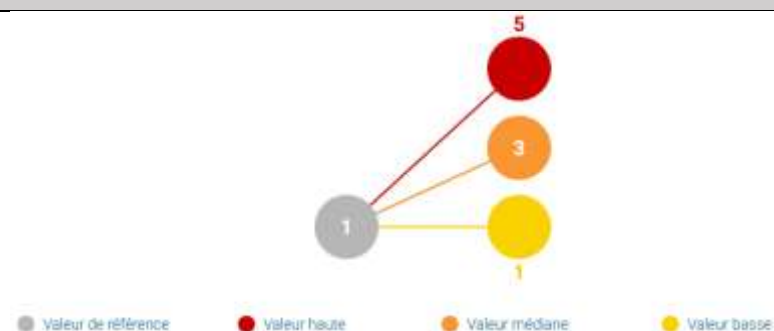 5
3
1
1
Valeur de référence
Valeur haute
Valeur médiane
Valeur basse